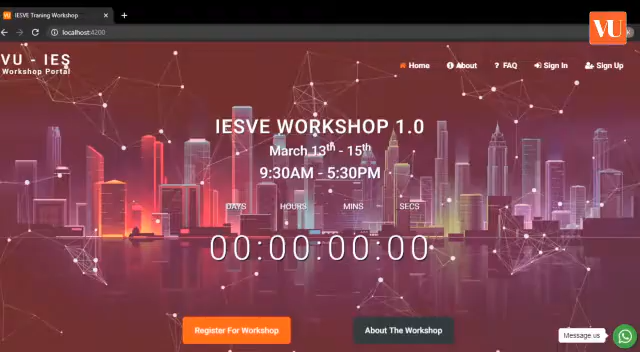 VU IESVE Traning Workshop
localhost:4200
VU
VU - IES
Workshop Portal
Home
About
? FAQ
Sign In
Sign Up
IESVE WORKSHOP 1.0
March 13th - 15th
9:30AM - 5:30PM
DAYS HOURS MINS SECS
00:00:00:00
Register For Workshop
About The Workshop
Message us